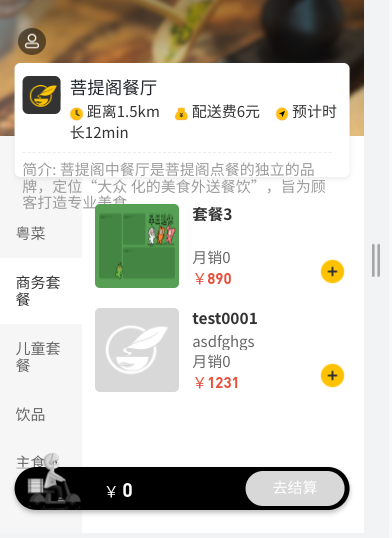 菩提阁餐厅
距离1.5km 配送费6元 预计时
长12min
简介: 菩提阁中餐厅是菩提阁点餐的独立的品
牌，定位“大众 化的美食外送餐饮”，旨为顾
客打造专业美食
粤菜
商务套
餐
儿童套
餐
饮品
主食
套餐3
月销0
￥890
test0001
asdfghgs
月销0
￥1231
￥ 0
去结算